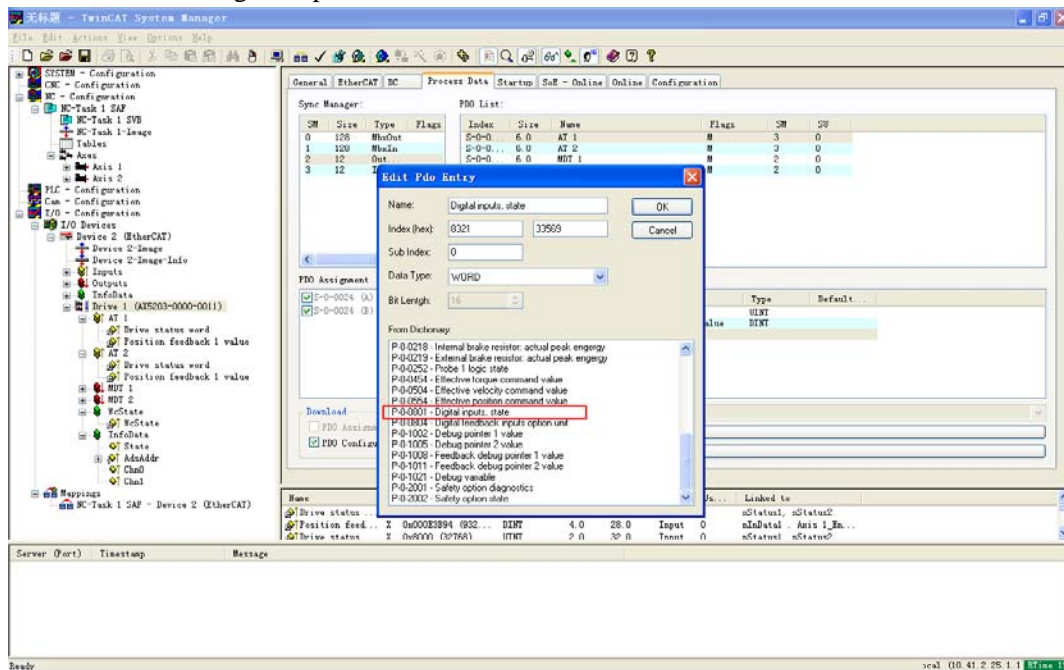 无标题 - TwinCAT System Manager
File Edit Actions View Options Help
SYSTEM - Configuration
CNC - Configuration
NC - Configuration
NC-Task 1 SAF
NC-Task 1 SVB
NC-Task 1-Image
Tables
Axes
Axis 1
Axis 2
PLC - Configuration
Cam - Configuration
I/O - Configuration
I/O Devices
Device 2 (EtherCAT)
Device 2-Image
Device 2-Image-Info
Inputs
Outputs
InfoData
Drive 1 (AX5203-0000-0011)
AT 1
Drive status word
Position feedback 1 value
AT 2
Drive status word
Position feedback 1 value
MDT 1
MDT 2
WcState
WcState
InfoData
State
AdsAddr
Chn0
Chn1
Mappings
NC-Task 1 SAF - Device 2 (EtherCAT)
General EtherCAT DC Process Data Startup SoE - Online Online Configuration
Sync Manager:
SM Size Type Flags
0 128 MbxOut
1 128 MbxIn
2 12 Out...
3 12
PDO List:
Index Size Name Flags SM SU
S-0-0... 6.0 AT 1 M 3 0
S-0-0... 6.0 AT 2 M 3 0
S-0-0... 6.0 MDT 1 M 2 0
M 2 0
PDO Assignment
S-0-0024 (A)
S-0-0024 (B)
Type Default...
UINT
alue DINT
Download
PDO Assignm
PDO Configu
Edit Pdo Entry
Name: Digital inputs, state OK
Index (hex): 8321 33569 Cancel
Sub Index: 0
Data Type: WORD
Bit Lentgh: 16
From Dictionary:
P-0-0218 - Internal brake resistor: actual peak engergy
P-0-0219 - External brake resistor: actual peak engergy
P-0-0252 - Probe 1 logic state
P-0-0454 - Effective torque command value
P-0-0504 - Effective velocity command value
P-0-0554 - Effective position command value
P-0-0801 - Digital inputs, state
P-0-0804 - Digital feedback inputs option unit
P-0-1002 - Debug pointer 1 value
P-0-1005 - Debug pointer 2 value
P-0-1008 - Feedback debug pointer 1 value
P-0-1011 - Feedback debug pointer 2 value
P-0-1021 - Debug variable
P-0-2001 - Safety option diagnostics
P-0-2002 - Safety option state
Name Us... Linked to
Drive status ... nStatus1, nStatus2
Position feed... X 0x000E3B94 (932... DINT 4.0 28.0 Input 0 nInData1 . Axis 1_En...
Drive status X 0x8000 (32768) UINT 2.0 32.0 Input 0 nStatus1 nStatus2
Server (Port) Timestamp Message
Ready
ocal (10.41.2.25.1.1 RTime